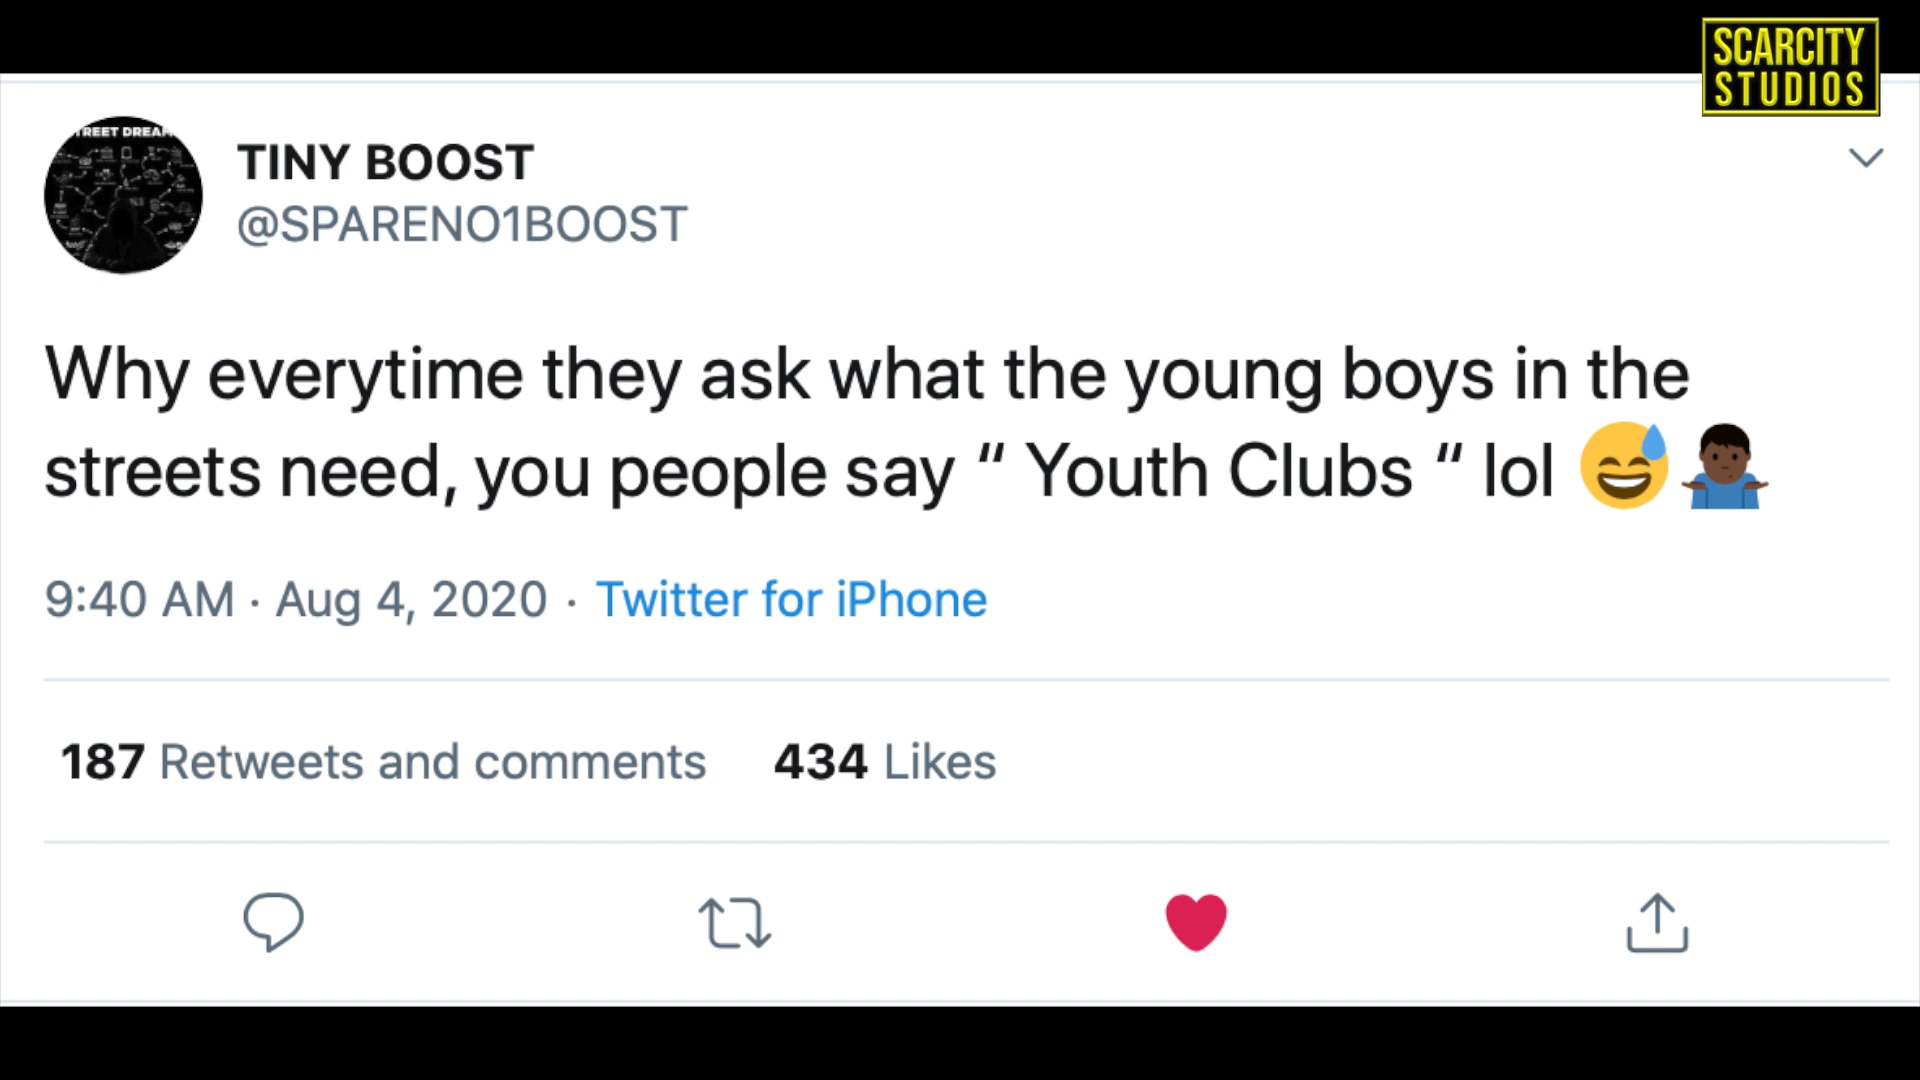 SCARCITY
STUDIOS
TREET DREAM
TINY BOOST
@SPARENO1BOOST
Why everytime they ask what the young boys in the
streets need, you people say “ Youth Clubs “ lol 😅🤷🏿‍♂️
9:40 AM · Aug 4, 2020 · Twitter for iPhone
187 Retweets and comments 434 Likes